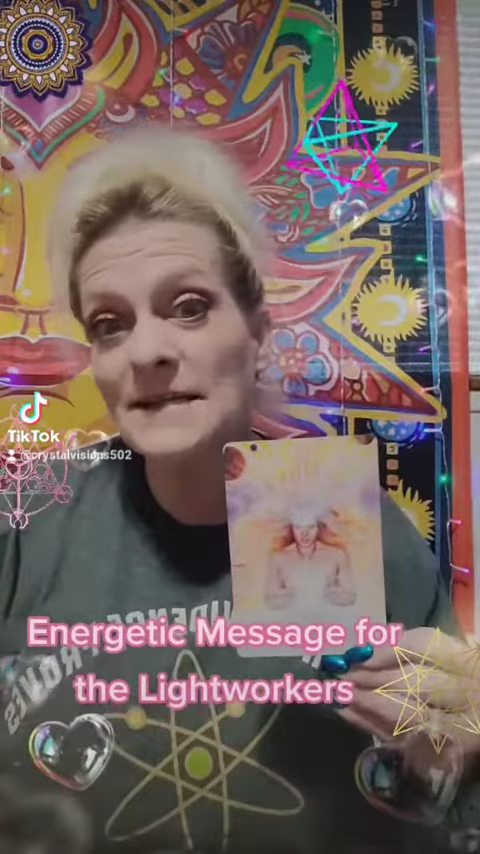 TikTok
@crystalvisions502
Energetic Message for
the Lightworkers